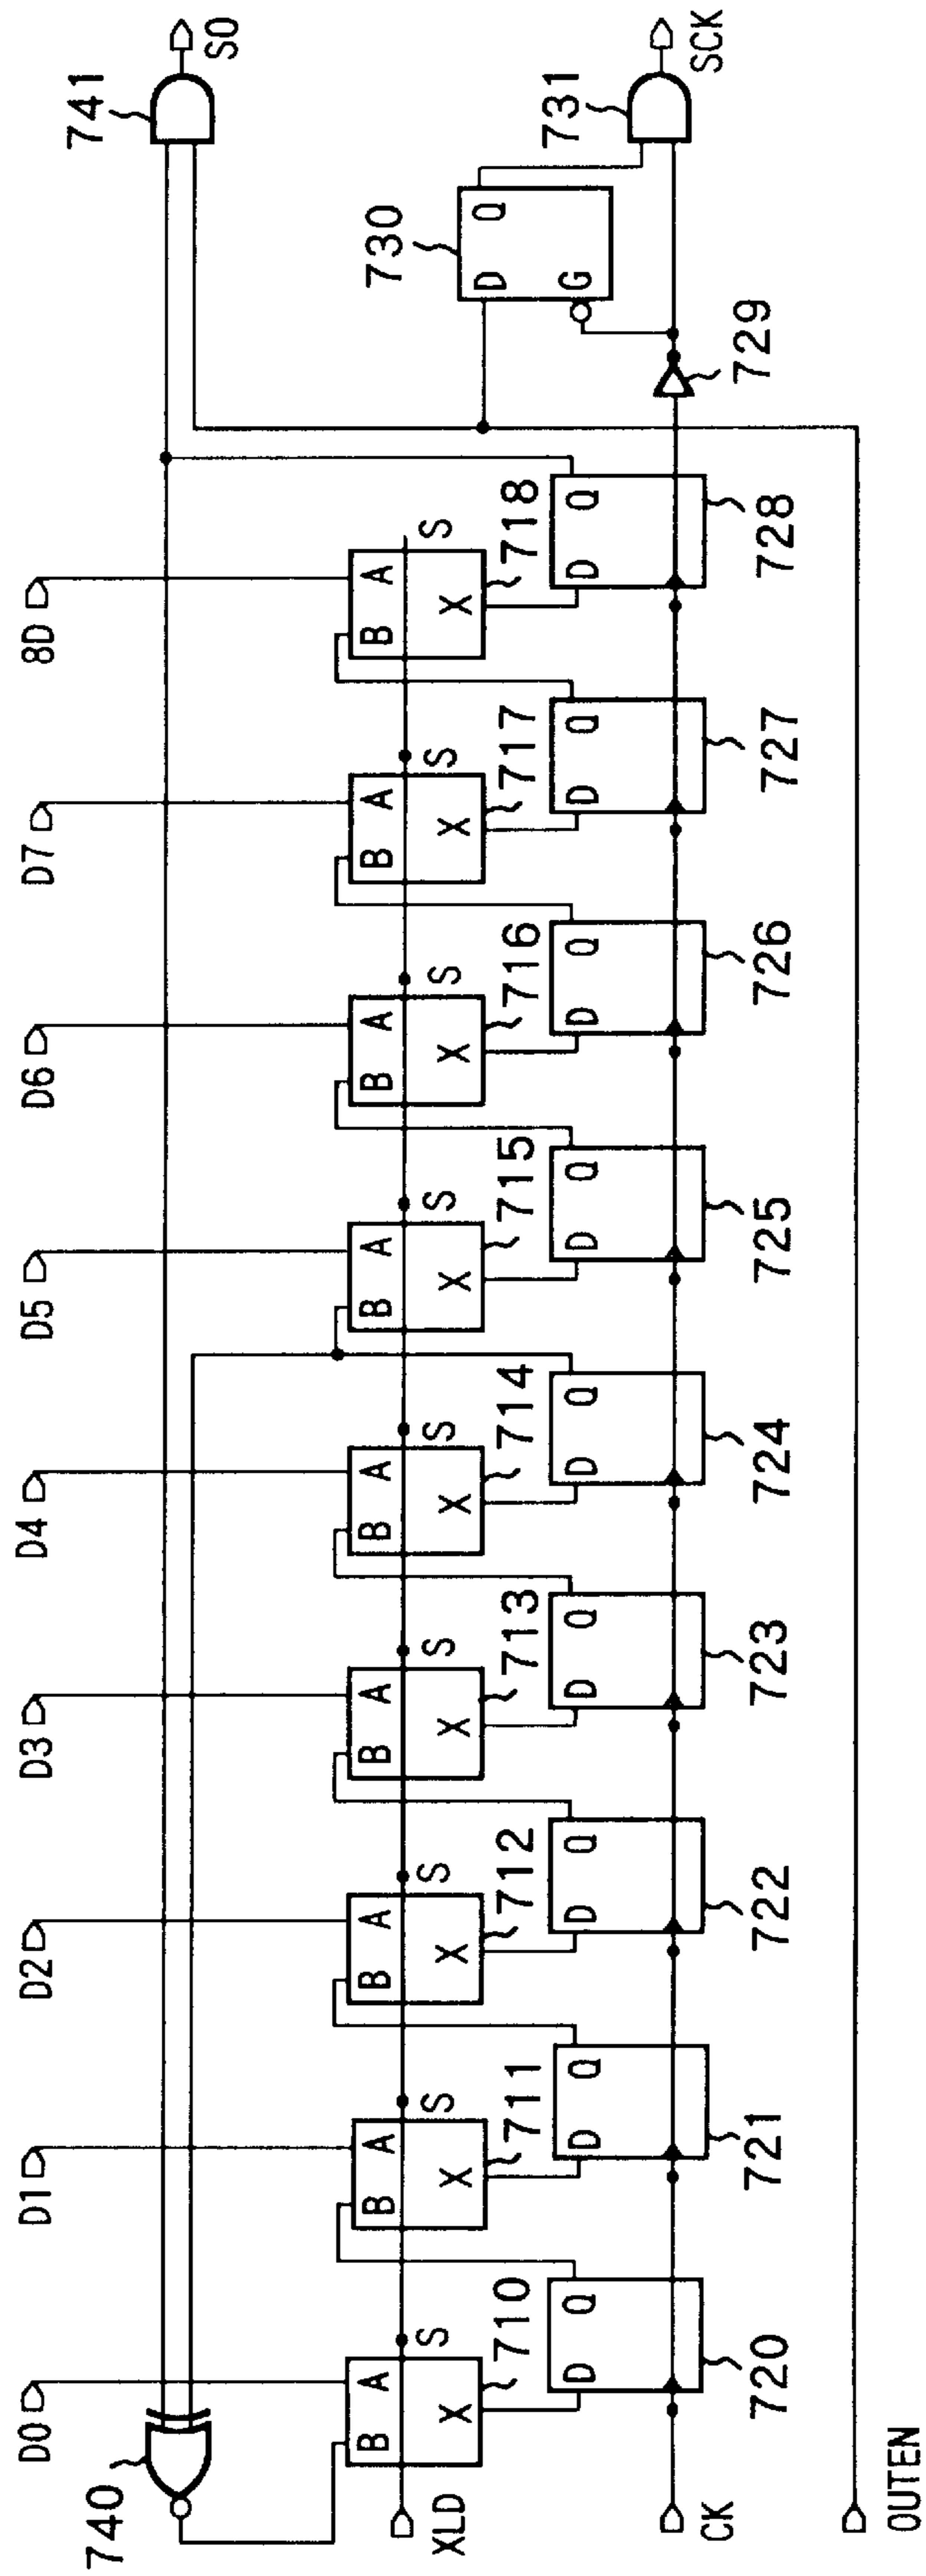 D0 D1 D2 D3 D4 D5 D6 D7 8D
740 741
SO
B A B A B A B A B A B A B A B A B A
XLD S S S S S S S S S
X X X X X X X X X
710 711 712 713 714 715 716 717 718
730
D Q D Q D Q D Q D Q D Q D Q D Q D Q
D Q
G
731
CK
SCK
720 721 722 723 724 725 726 727 728 729
OUTEN